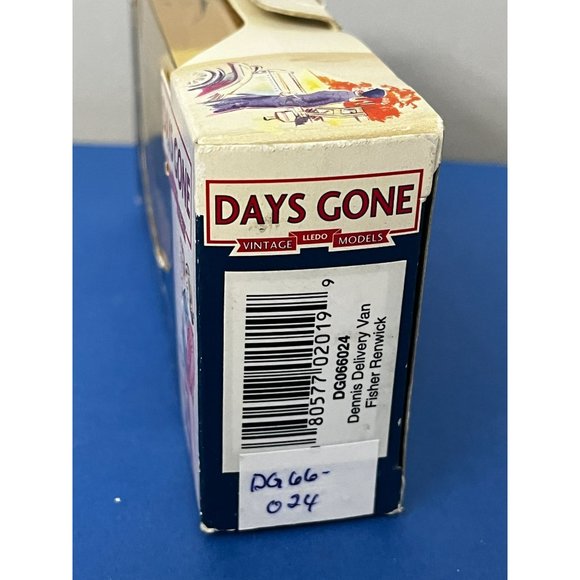 DAYS GONE
VINTAGE LLEDO MODELS
80577 02019 9
DG066024
Dennis Delivery Van
Fisher Renwick
DG66-
024